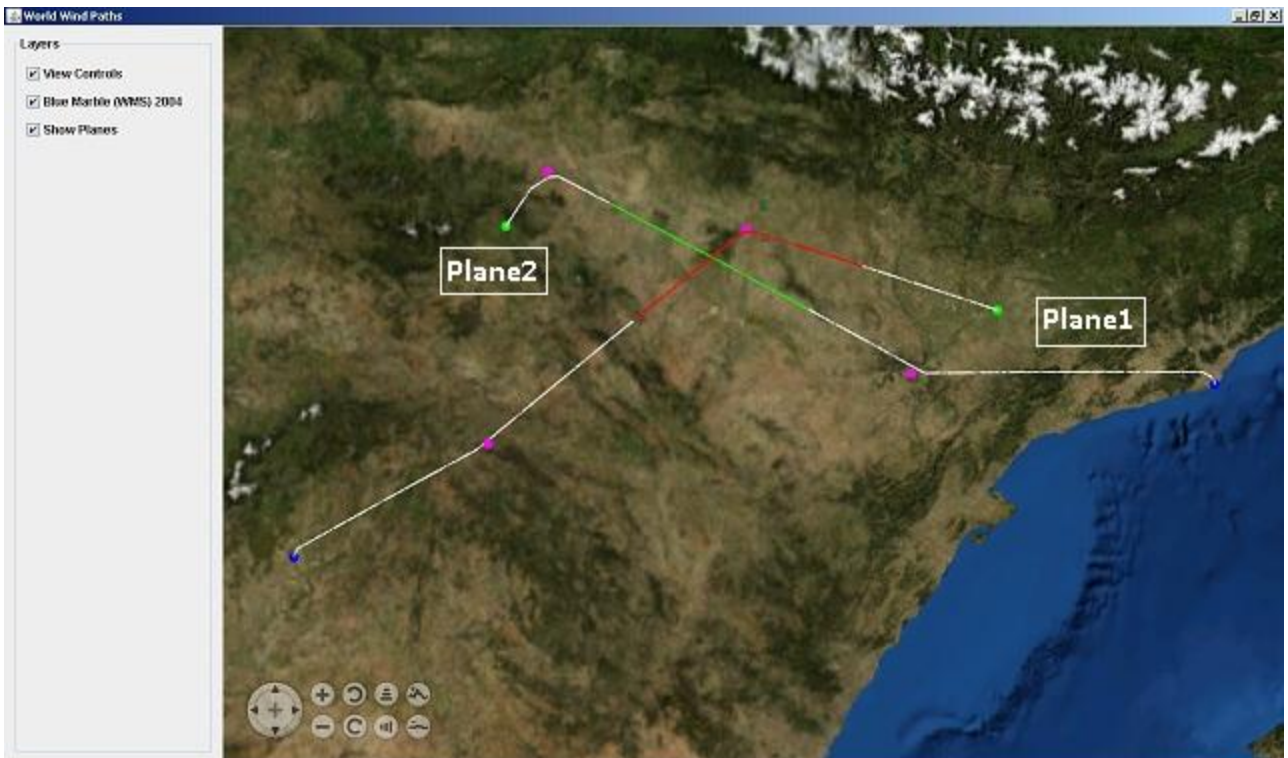 World Wind Paths
Layers
View Controls
Blue Marble (WMS) 2004
Show Planes
Plane2
Plane1